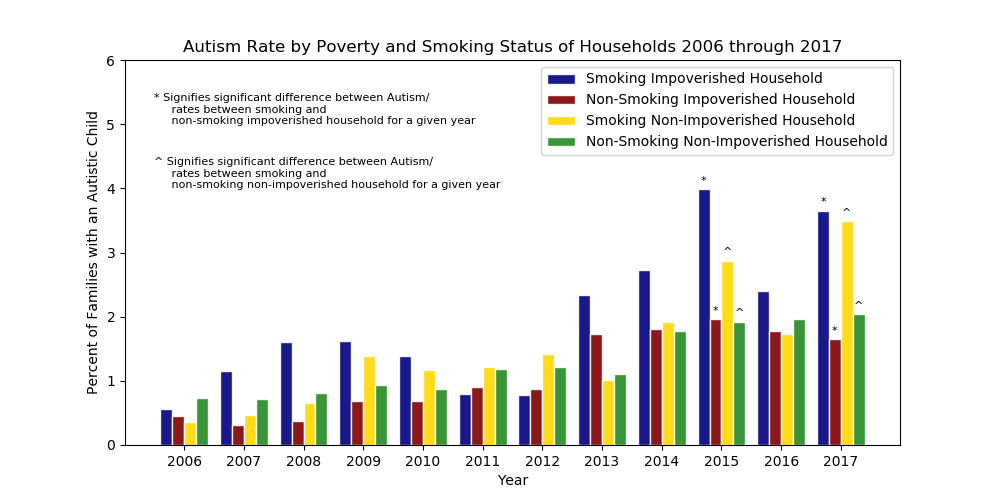 Autism Rate by Poverty and Smoking Status of Households 2006 through 2017
Percent of Families with an Autistic Child
6
5
4
3
2
1
0
* Signifies significant difference between Autism/
rates between smoking and
non-smoking impoverished household for a given year
^ Signifies significant difference between Autism/
rates between smoking and
non-smoking non-impoverished household for a given year
Smoking Impoverished Household
Non-Smoking Impoverished Household
Smoking Non-Impoverished Household
Non-Smoking Non-Impoverished Household
* * ^ ^
* * ^ ^
2006 2007 2008 2009 2010 2011 2012 2013 2014 2015 2016 2017
Year